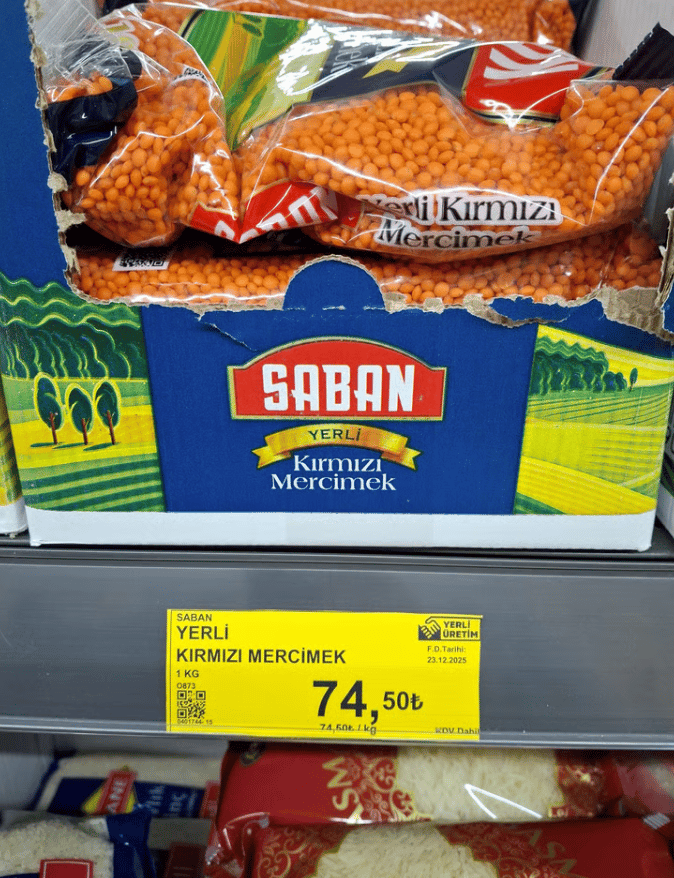 Yerli Kırmızı
Mercimek
SABAN
YERLİ
Kırmızı
Mercimek
SABAN
YERLİ
KIRMIZI MERCİMEK
1 KG
0873
YERLİ
ÜRETİM
F.D.Tarihi:
23.12.2025
74,50₺
74,50₺ / kg
KDV Dahil